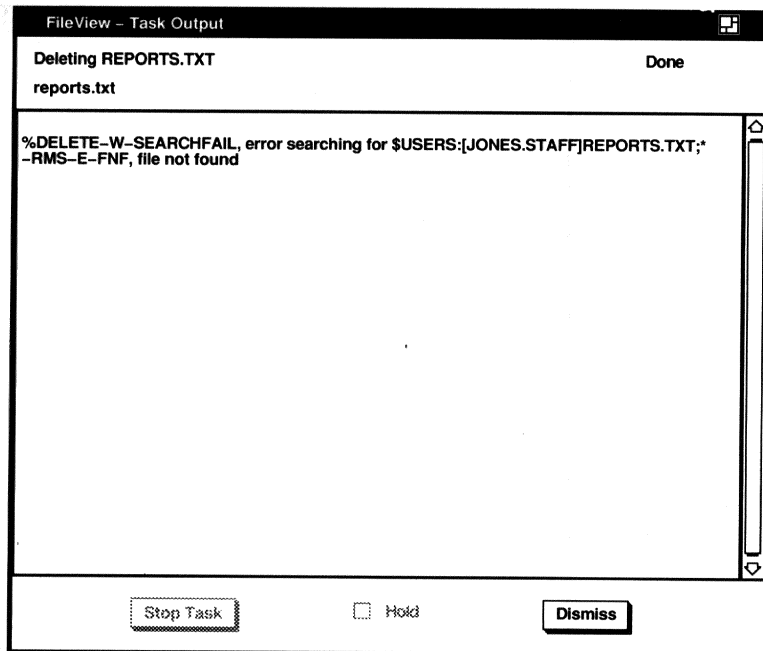 FileView – Task Output
Deleting REPORTS.TXT
Done
reports.txt
%DELETE–W–SEARCHFAIL, error searching for $USERS:[JONES.STAFF]REPORTS.TXT;*
–RMS–E–FNF, file not found
Stop Task
Hold
Dismiss